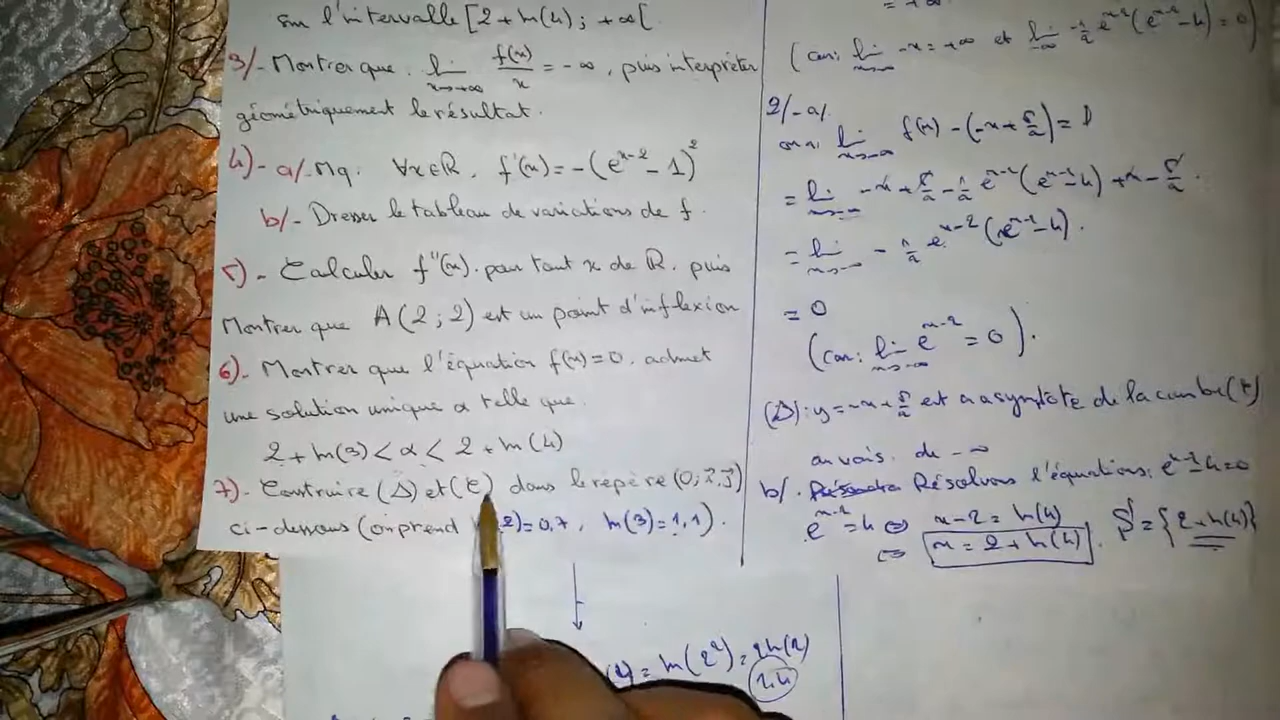 sur l'intervalle [2+ln(4); +∞[
3/- Montrer que lim x→+∞ f(x)/x = -∞, puis interpréter
géométriquement le résultat.
4)- a/- Mq. ∀x∈ℝ. f'(x) = -(e^(x-2) - 1)²
b/- Dresser le tableau de variations de f.
5)- Calculer f"(x). pour tout x de ℝ. puis
Montrer que A(2;2) est un point d'inflexion
6)- Montrer que l'équation f(x)=0. admet
une solution unique α telle que
2+ln(3) < α < 2+ln(4)
7)- Construire (Δ) et (C) dans le repère (O; i, j)
ci-dessous (on prend 2)=0,7, ln(3)=1,1).
= +∞
(car: lim x→-∞ -x = +∞ et lim -∞ -1/2 e^(x-2)(e^(x-2)-4) = 0)
2/- a/
on a: lim x→-∞ f(x) - (-x + 5/2) =
= lim x→-∞ -x + 5/2 - 1/2 e^(x-2)(e^(x-2)-4) + x - 5/2.
= lim x→-∞ - 1/2 e^(x-2)(e^(x-2)-4).
= 0
(car: lim x→-∞ e^(x-2) = 0).
(Δ): y = -x + 5/2 est asymptote de la courbe
au vois. de -∞
b/. Résolvons l'équations: e^(x-2) - 4 = 0
e^(x-2) = 4 ⇔ x-2 = ln(4)
⇔ x = 2+ln(4). S = {2+ln(4)}
(4) = ln(2²) = 2ln(2)
1,4